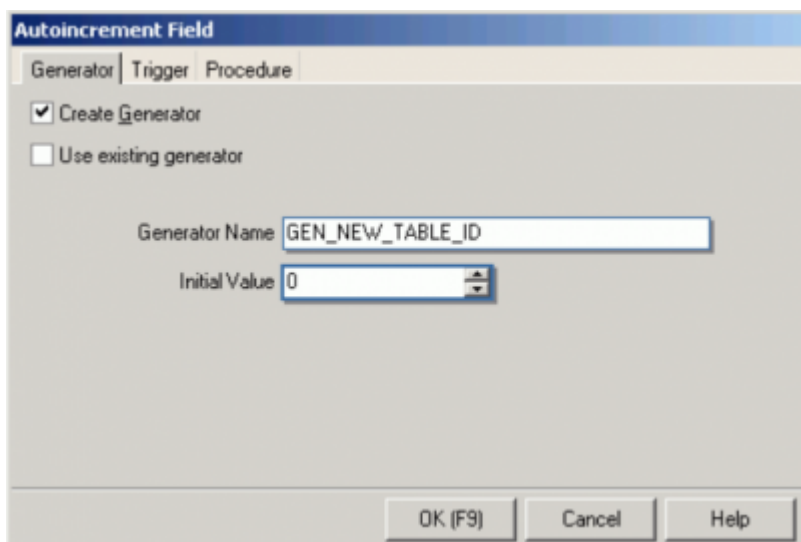 Autoincrement Field
Generator Trigger Procedure
Create Generator
Use existing generator
Generator Name GEN_NEW_TABLE_ID
Initial Value 0
OK (F9) Cancel Help